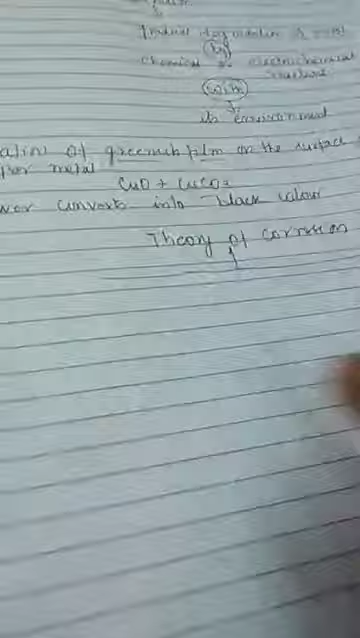 Gradual degradation of metal
by
chemical or electrochemical
reaction
with
its environment
ation of greenish film on the surface
per metal
CuO + CuCO3
ver converts into black colour
Theory of corrosion